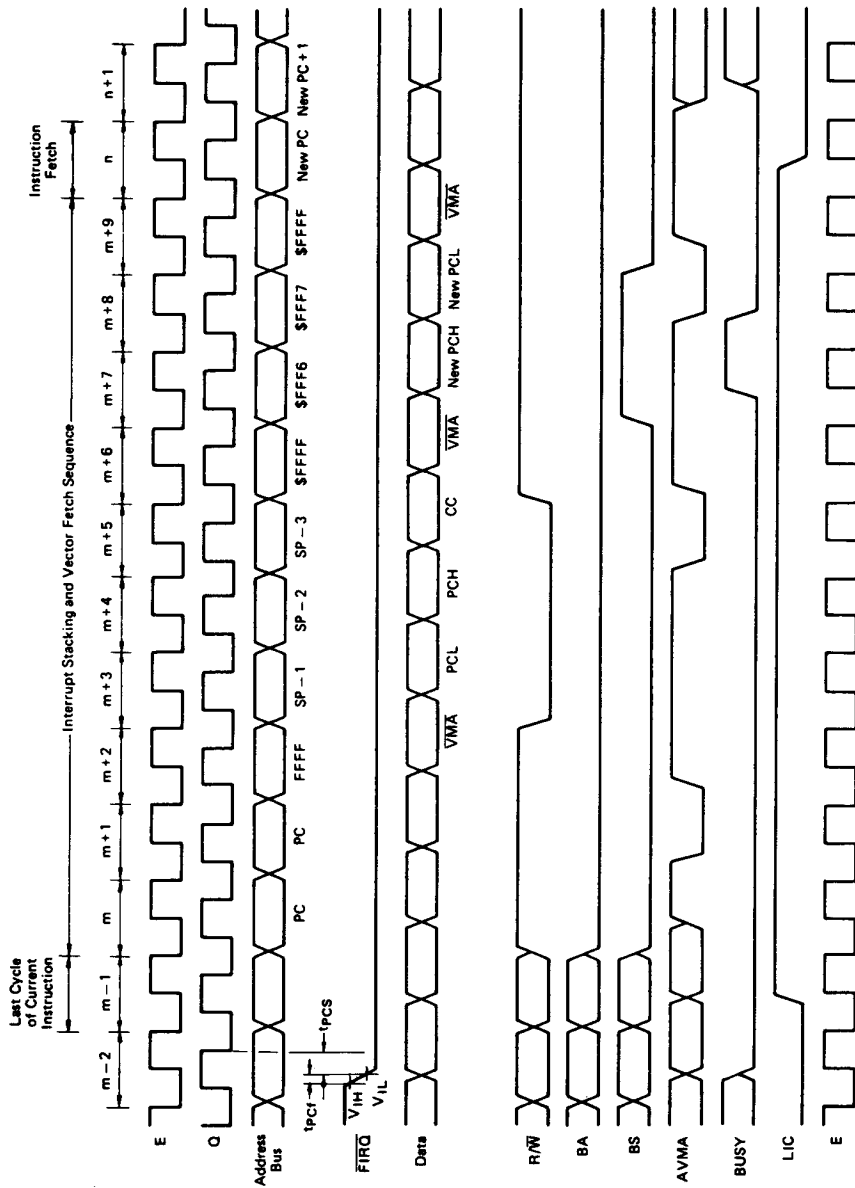 Last Cycle
of Current
Instruction
Interrupt Stacking and Vector Fetch Sequence
Instruction
Fetch
m-2
m-1
m
m+1
m+2
m+3
m+4
m+5
m+6
m+7
m+8
m+9
n
n+1
E
Q
Address
Bus
PC
PC
FFFF
SP-1
SP-2
SP-3
$FFFF
$FFF6
$FFF7
$FFFF
New PC
New PC+1
tPCf
tPCS
VIH
VIL
FIRQ
Data
VMA
PCL
PCH
CC
VMA
New PCH
New PCL
VMA
R/W
BA
BS
AVMA
BUSY
LIC
E